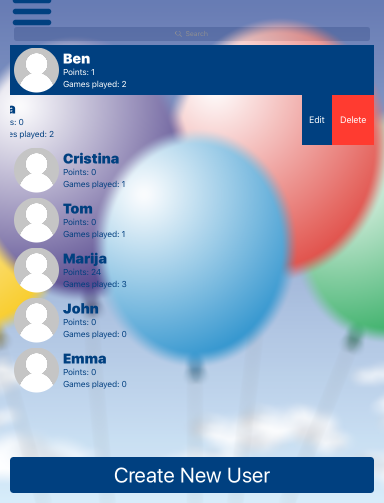 Search
Ben
Points: 1
Games played: 2
a
s: 0
es played: 2
Edit
Delete
Cristina
Points: 0
Games played: 1
Tom
Points: 0
Games played: 1
Marija
Points: 24
Games played: 3
John
Points: 0
Games played: 0
Emma
Points: 0
Games played: 0
Create New User